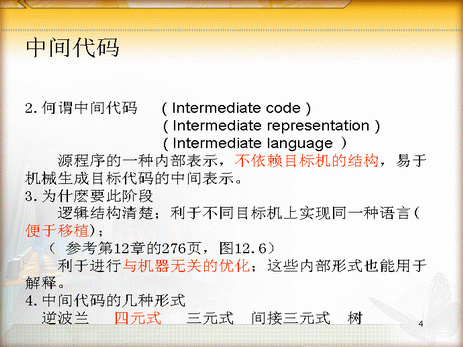 中间代码
2.何谓中间代码 (Intermediate code)
(Intermediate representation)
(Intermediate language )
源程序的一种内部表示,不依赖目标机的结构,易于
机械生成目标代码的中间表示。
3.为什麽要此阶段
逻辑结构清楚;利于不同目标机上实现同一种语言(
便于移植);
( 参考第12章的276页,图12.6)
利于进行与机器无关的优化;这些内部形式也能用于
解释。
4.中间代码的几种形式
逆波兰 四元式 三元式 间接三元式 树
4